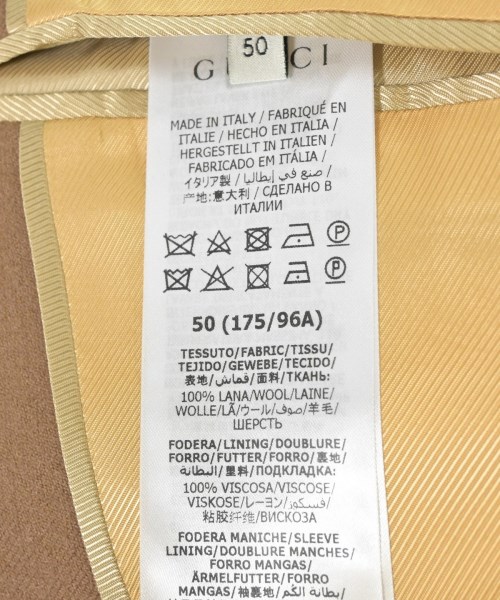 50
G CI
MADE IN ITALY / FABRIQUÉ EN
ITALIE / HECHO EN ITALIA /
HERGESTELLT IN ITALIEN /
FABRICADO EM ITÁLIA /
イタリア製 / صنع في إيطاليا /
产地:意大利 / СДЕЛАНО В
ИТАЛИИ
P
P
50 (175/96A)
TESSUTO/FABRIC/TISSU/
TEJIDO/GEWEBE/TECIDO/
表地/قماش/面料/ТКАНЬ:
100% LANA/WOOL/LAINE/
WOLLE/LÃ/ウール/صوف/羊毛/
ШЕРСТЬ
FODERA/LINING/DOUBLURE/
FORRO/FUTTER/FORRO/裏地/
البطانة/里料/ПОДКЛАДКА:
100% VISCOSA/VISCOSE/
VISKOSE/レーヨン/فسكوز/
粘胶纤维/ВИСКОЗА
FODERA MANICHE/SLEEVE
LINING/DOUBLURE MANCHES/
FORRO MANGAS/
ÄRMELFUTTER/FORRO
MANGAS/袖裏地/بطانة الكم/